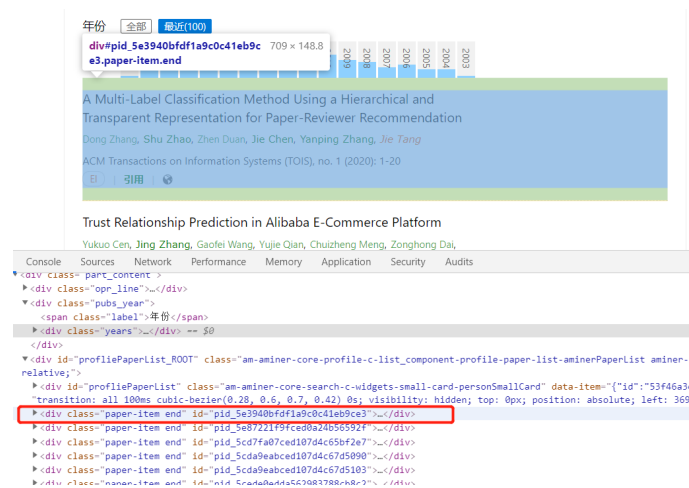 年份 全部 最近(100)
div#pid_5e3940bfdf1a9c0c41eb9c 709 × 148.8
e3.paper-item.end
2009 2008 2007 2006 2005 2004 2003
A Multi-Label Classification Method Using a Hierarchical and
Transparent Representation for Paper-Reviewer Recommendation
Dong Zhang, Shu Zhao, Zhen Duan, Jie Chen, Yanping Zhang, Jie Tang
ACM Transactions on Information Systems (TOIS), no. 1 (2020): 1-20
EI | 引用 |
Trust Relationship Prediction in Alibaba E-Commerce Platform
Yukuo Cen, Jing Zhang, Gaofei Wang, Yujie Qian, Chuizheng Meng, Zonghong Dai,
Console Sources Network Performance Memory Application Security Audits
<div class="part_content">
<div class="opr_line">…</div>
<div class="pubs_year">
<span class="label">年份</span>
<div class="years">…</div> == $0
</div>
<div id="profliePaperList_ROOT" class="am-aminer-core-profile-c-list_component-profile-paper-list-aminerPaperList aminer-
relative;">
<div id="profliePaperList" class="am-aminer-core-search-c-widgets-small-card-personSmallCard" data-item="{"id":"53f46a3
"transition: all 100ms cubic-bezier(0.28, 0.6, 0.7, 0.42) 0s; visibility: hidden; top: 0px; position: absolute; left: 369
<div class="paper-item end" id="pid_5e3940bfdf1a9c0c41eb9ce3">…</div>
<div class="paper-item end" id="pid_5e87221f9fced0a24b56592f">…</div>
<div class="paper-item end" id="pid_5cd7fa07ced107d4c65bf2e7">…</div>
<div class="paper-item end" id="pid_5cda9eabced107d4c67d5090">…</div>
<div class="paper-item end" id="pid_5cda9eabced107d4c67d5103">…</div>
<div class="paper-item end" id="pid_5cede0edda562983788cb8c2">…</div>